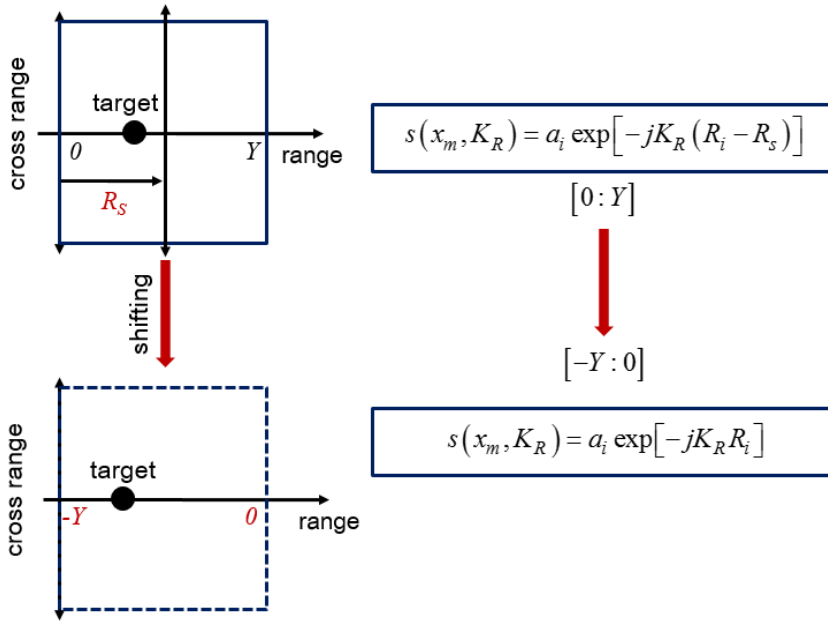 cross range
target
0
Y
range
R_S
s(x_m, K_R) = a_i exp[-jK_R(R_i - R_s)]
[0:Y]
shifting
[-Y:0]
s(x_m, K_R) = a_i exp[-jK_R R_i]
cross range
target
-Y
0
range